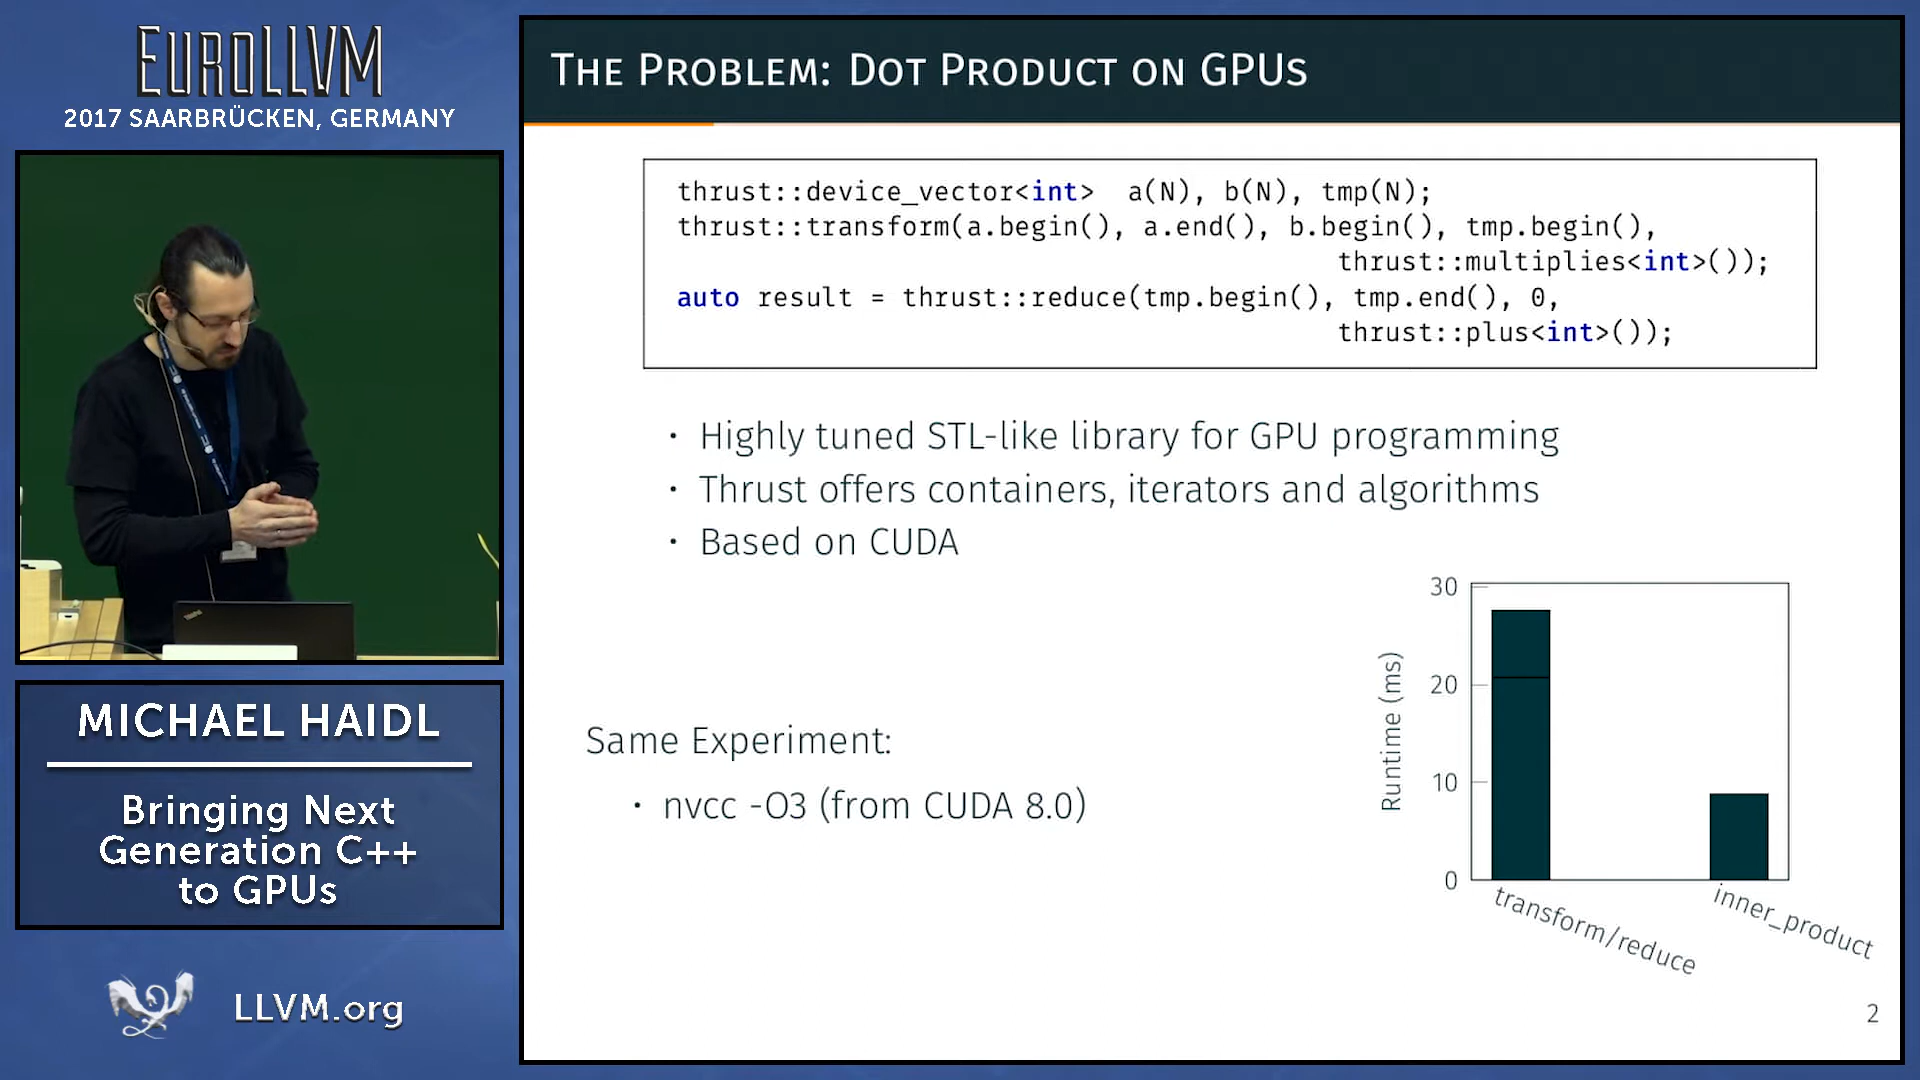 EUROLLVM
2017 SAARBRÜCKEN, GERMANY
MICHAEL HAIDL
Bringing Next
Generation C++
to GPUs
LLVM.org
THE PROBLEM: DOT PRODUCT ON GPUS
thrust::device_vector<int>  a(N), b(N), tmp(N);
thrust::transform(a.begin(), a.end(), b.begin(), tmp.begin(),
thrust::multiplies<int>());
auto result = thrust::reduce(tmp.begin(), tmp.end(), 0,
thrust::plus<int>());
· Highly tuned STL-like library for GPU programming
· Thrust offers containers, iterators and algorithms
· Based on CUDA
Same Experiment:
· nvcc -O3 (from CUDA 8.0)
30
20
10
0
Runtime (ms)
transform/reduce
inner_product
2